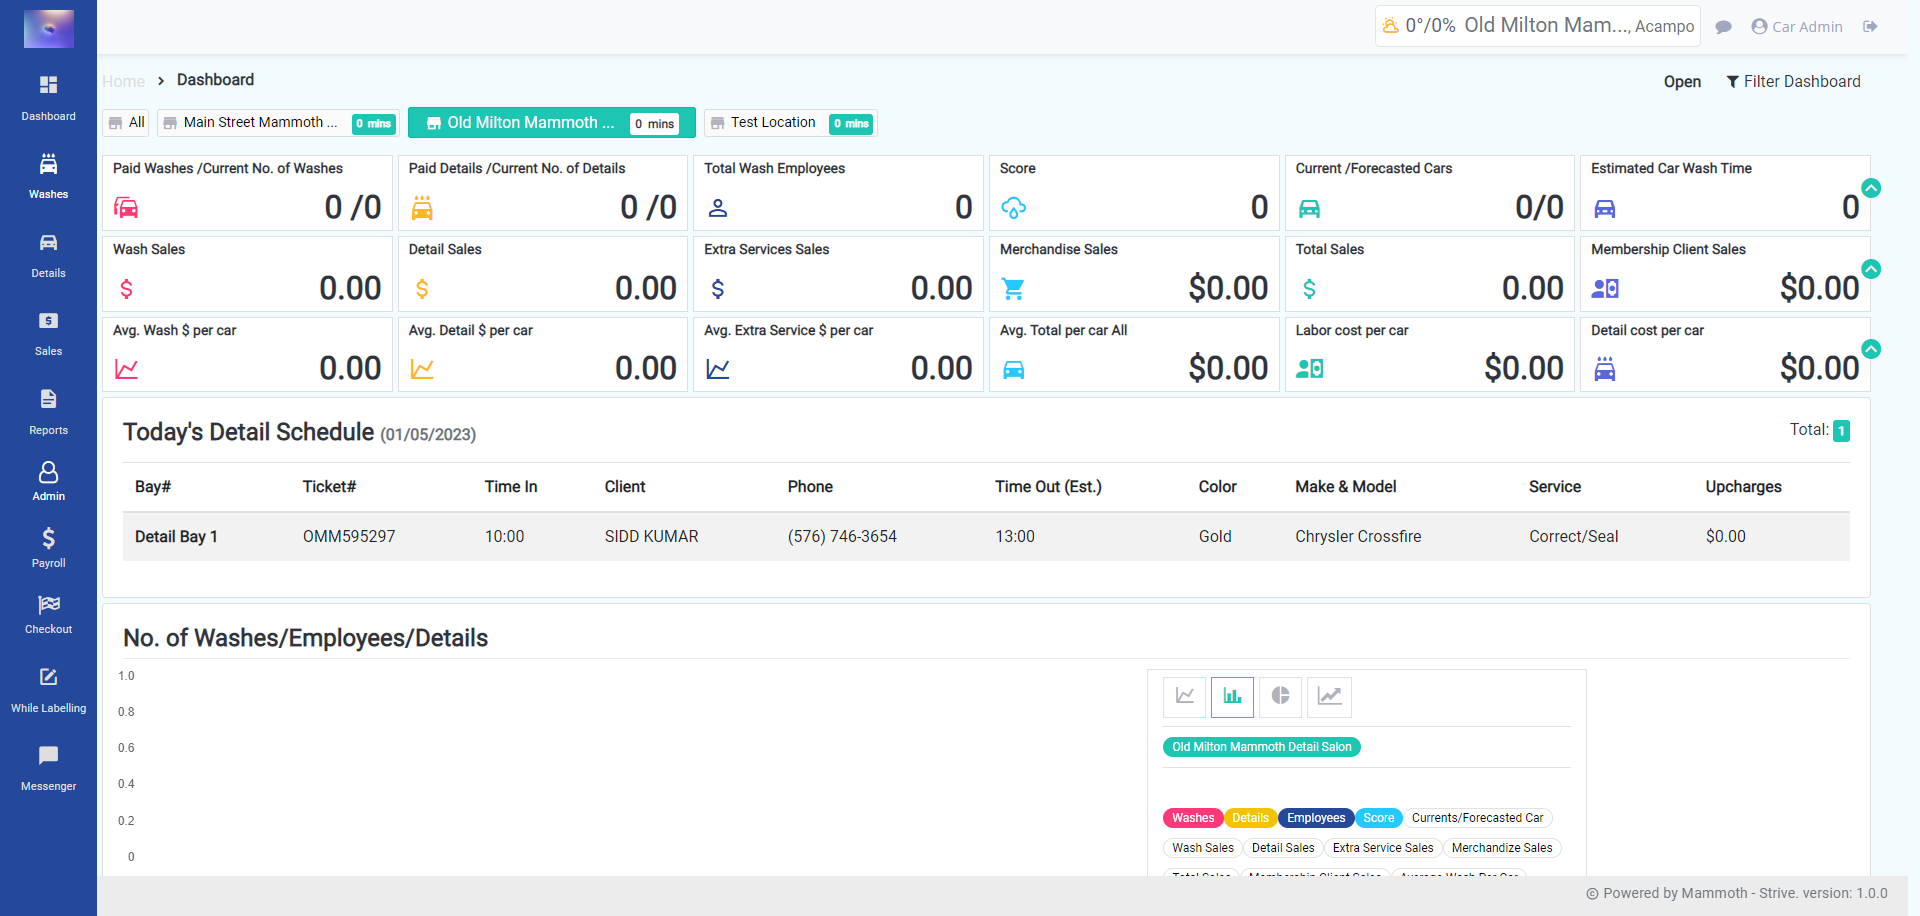 0°/0% Old Milton Mam..., Acampo Car Admin
Home > Dashboard
Open Filter Dashboard
All Main Street Mammoth ... 0 mins Old Milton Mammoth ... 0 mins Test Location 0 mins
Dashboard
Washes
Details
Sales
Reports
Admin
Payroll
Checkout
While Labelling
Messenger
Paid Washes /Current No. of Washes
0 /0
Paid Details /Current No. of Details
0 /0
Total Wash Employees
0
Score
0
Current /Forecasted Cars
0/0
Estimated Car Wash Time
0
Wash Sales
0.00
Detail Sales
0.00
Extra Services Sales
0.00
Merchandise Sales
$0.00
Total Sales
0.00
Membership Client Sales
$0.00
Avg. Wash $ per car
0.00
Avg. Detail $ per car
0.00
Avg. Extra Service $ per car
0.00
Avg. Total per car All
$0.00
Labor cost per car
$0.00
Detail cost per car
$0.00
Today's Detail Schedule (01/05/2023) Total: 1
Bay# Ticket# Time In Client Phone Time Out (Est.) Color Make & Model Service Upcharges
Detail Bay 1 OMM595297 10:00 SIDD KUMAR (576) 746-3654 13:00 Gold Chrysler Crossfire Correct/Seal $0.00
No. of Washes/Employees/Details
1.0
0.8
0.6
0.4
0.2
0
Old Milton Mammoth Detail Salon
Washes Details Employees Score Currents/Forecasted Car
Wash Sales Detail Sales Extra Service Sales Merchandize Sales
Total Sales Membership Client Sales Average Wash Per Car
© Powered by Mammoth - Strive. version: 1.0.0